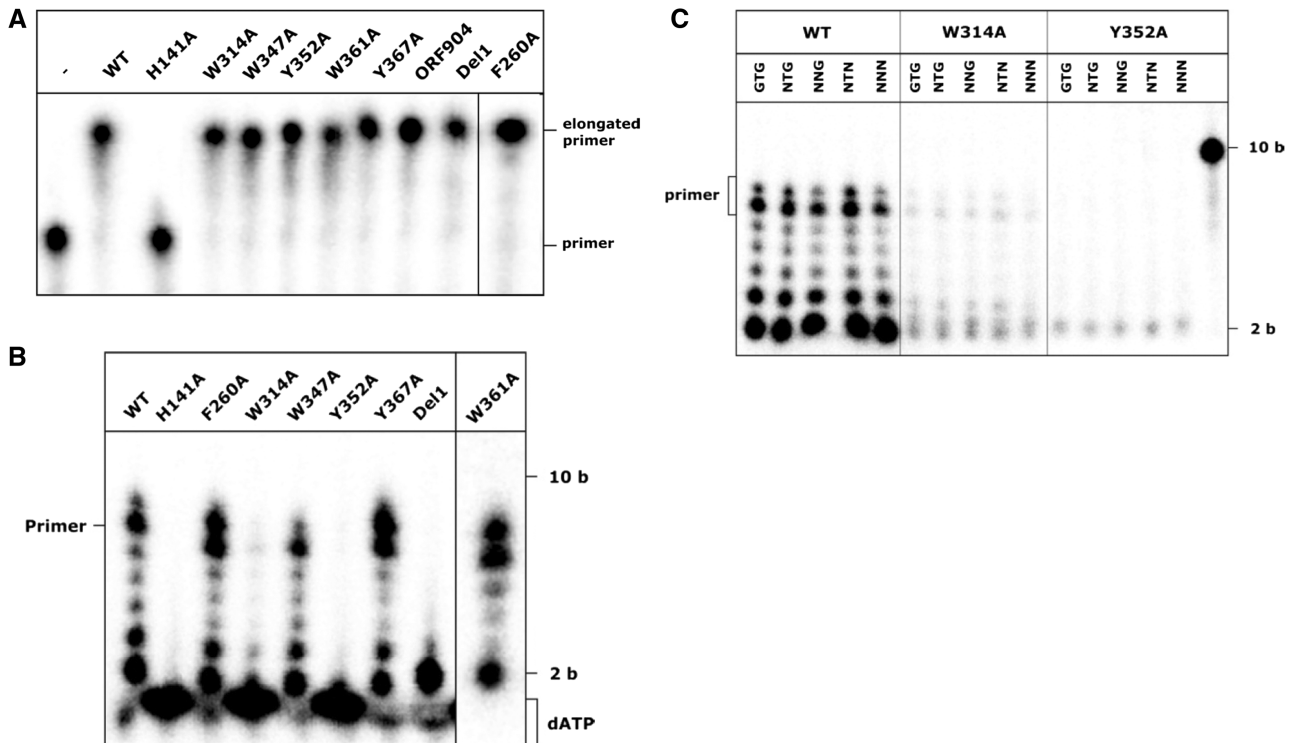 A
- WT H141A W314A W347A Y352A W361A Y367A ORF904 Del1 F260A
elongated
primer
primer
B
WT H141A F260A W314A W347A Y352A Y367A Del1 W361A
10 b
Primer
2 b
dATP
C
WT W314A Y352A
GTG NTG NNG NTN NNN GTG NTG NNG NTN NNN GTG NTG NNG NTN NNN
10 b
primer
2 b